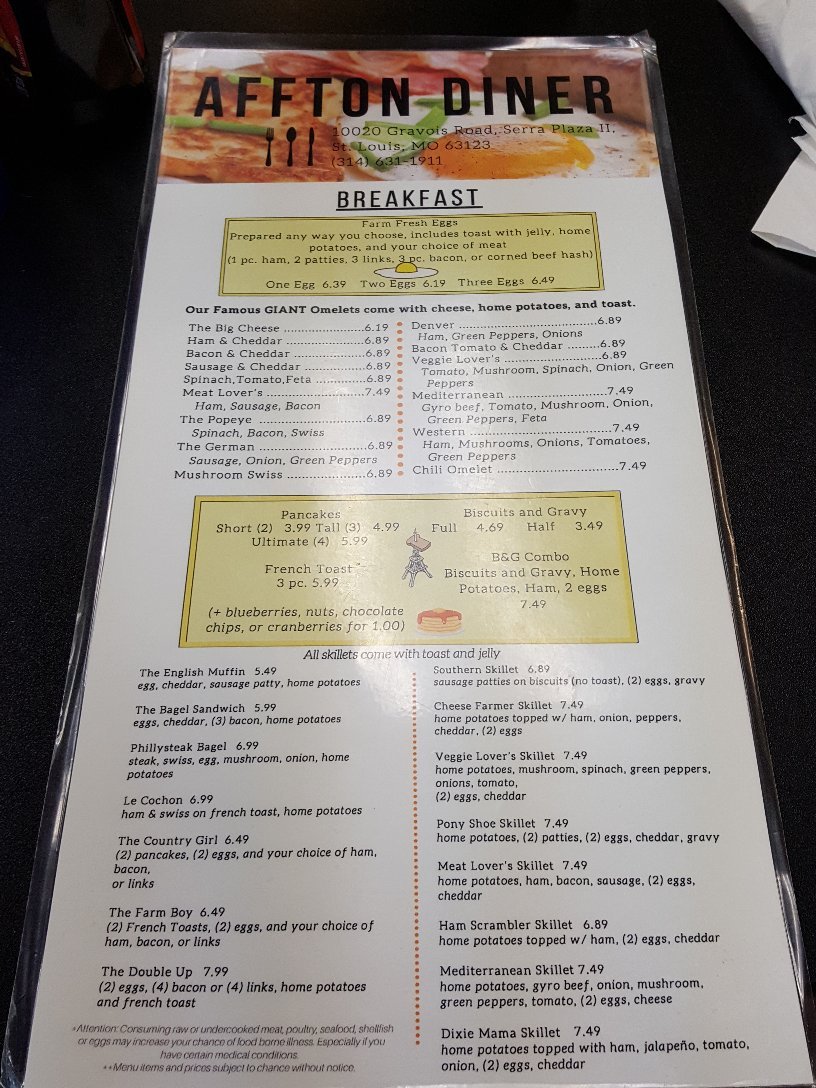 AFFTON DINER
10020 Gravois Road, Serra Plaza II,
St. Louis, MO 63123
(314) 631-1911
BREAKFAST
Farm Fresh Eggs
Prepared any way you choose, includes toast with jelly, home
potatoes, and your choice of meat
(1 pc. ham, 2 patties, 3 links, 3 pc. bacon, or corned beef hash)
One Egg 6.39 Two Eggs 6.19 Three Eggs 6.49
Our Famous GIANT Omelets come with cheese, home potatoes, and toast.
The Big Cheese ......................6.19
Ham & Cheddar ......................6.89
Bacon & Cheddar ...................6.89
Sausage & Cheddar ................6.89
Spinach,Tomato,Feta .............6.89
Meat Lover's ...........................7.49
Ham, Sausage, Bacon
The Popeye .............................6.89
Spinach, Bacon, Swiss
The German .............................6.89
Sausage, Onion, Green Peppers
Mushroom Swiss ......................6.89
Denver ......................................6.89
Ham, Green Peppers, Onions
Bacon Tomato & Cheddar .........6.89
Veggie Lover's ...........................6.89
Tomato, Mushroom, Spinach, Onion, Green
Peppers
Mediterranean ...........................7.49
Gyro beef, Tomato, Mushroom, Onion,
Green Peppers, Feta
Western .......................................7.49
Ham, Mushrooms, Onions, Tomatoes,
Green Peppers
Chili Omelet .................................7.49
Pancakes
Short (2) 3.99 Tall (3) 4.99
Ultimate (4) 5.99
French Toast
3 pc. 5.99
(+ blueberries, nuts, chocolate
chips, or cranberries for 1.00)
Biscuits and Gravy
Full 4.69 Half 3.49
B&G Combo
Biscuits and Gravy, Home
Potatoes, Ham, 2 eggs
7.49
All skillets come with toast and jelly
The English Muffin 5.49
egg, cheddar, sausage patty, home potatoes
The Bagel Sandwich 5.99
eggs, cheddar, (3) bacon, home potatoes
Phillysteak Bagel 6.99
steak, swiss, egg, mushroom, onion, home
potatoes
Le Cochon 6.99
ham & swiss on french toast, home potatoes
The Country Girl 6.49
(2) pancakes, (2) eggs, and your choice of ham,
bacon,
or links
The Farm Boy 6.49
(2) French Toasts, (2) eggs, and your choice of
ham, bacon, or links
The Double Up 7.99
(2) eggs, (4) bacon or (4) links, home potatoes
and french toast
*Attention: Consuming raw or undercooked meat, poultry, seafood, shellfish
or eggs may increase your chance of food borne illness. Especially if you
have certain medical conditions.
**Menu items and prices subject to chance without notice.
Southern Skillet 6.89
sausage patties on biscuits (no toast), (2) eggs, gravy
Cheese Farmer Skillet 7.49
home potatoes topped w/ ham, onion, peppers,
cheddar, (2) eggs
Veggie Lover's Skillet 7.49
home potatoes, mushroom, spinach, green peppers,
onions, tomato,
(2) eggs, cheddar
Pony Shoe Skillet 7.49
home potatoes, (2) patties, (2) eggs, cheddar, gravy
Meat Lover's Skillet 7.49
home potatoes, ham, bacon, sausage, (2) eggs,
cheddar
Ham Scrambler Skillet 6.89
home potatoes topped w/ ham, (2) eggs, cheddar
Mediterranean Skillet 7.49
home potatoes, gyro beef, onion, mushroom,
green peppers, tomato, (2) eggs, cheese
Dixie Mama Skillet 7.49
home potatoes topped with ham, jalapeño, tomato,
onion, (2) eggs, cheddar